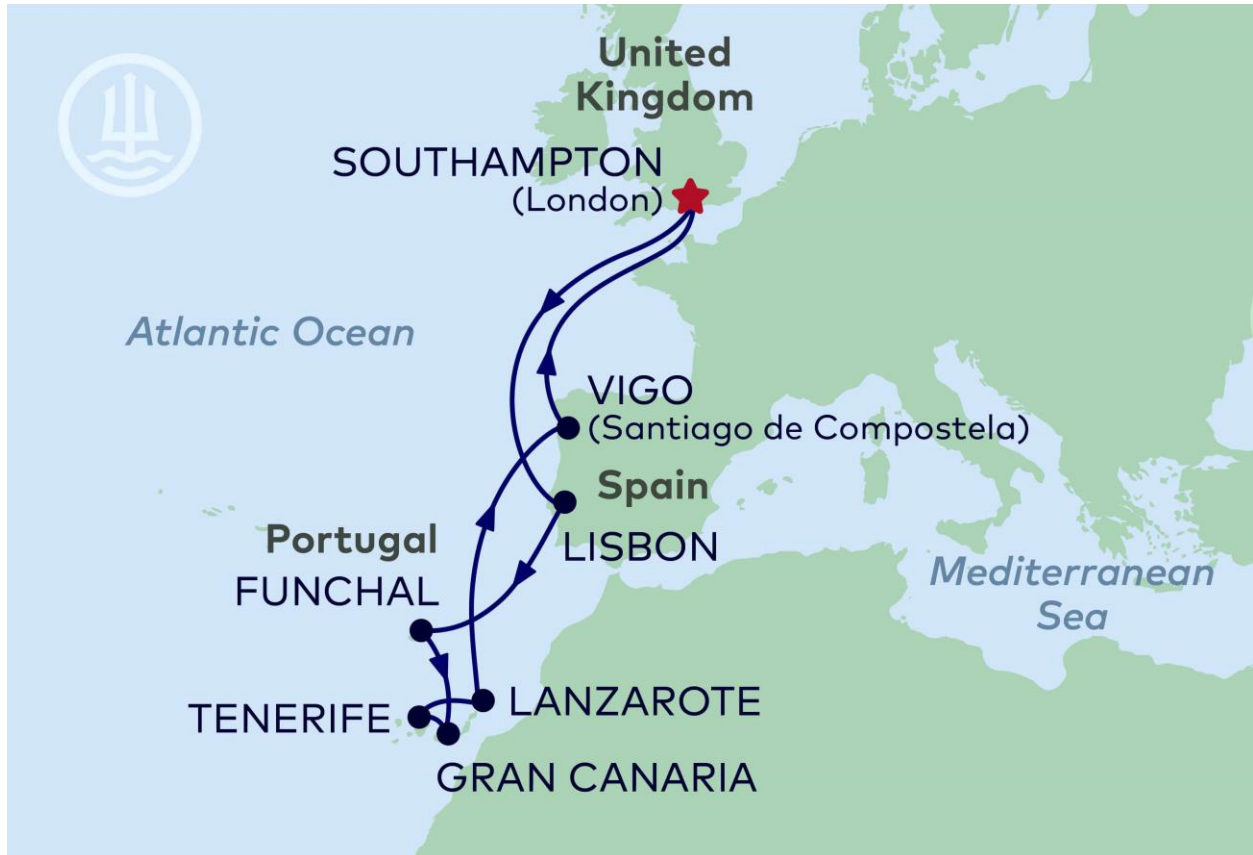 United
Kingdom
SOUTHAMPTON
(London)
Atlantic Ocean
VIGO
(Santiago de Compostela)
Spain
LISBON
Portugal
FUNCHAL
Mediterranean
Sea
TENERIFE
LANZAROTE
GRAN CANARIA